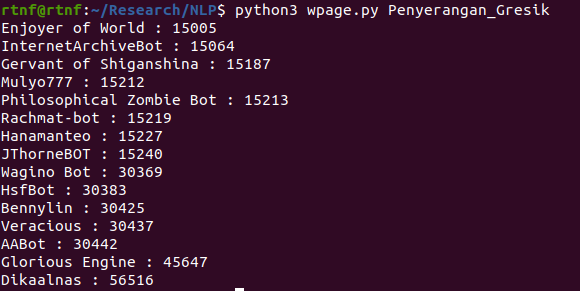 rtnf@rtnf:~/Research/NLP$ python3 wpage.py Penyerangan_Gresik
Enjoyer of World : 15005
InternetArchiveBot : 15064
Gervant of Shiganshina : 15187
Mulyo777 : 15212
Philosophical Zombie Bot : 15213
Rachmat-bot : 15219
Hanamanteo : 15227
JThorneBOT : 15240
Wagino Bot : 30369
HsfBot : 30383
Bennylin : 30425
Veracious : 30437
AABot : 30442
Glorious Engine : 45647
Dikaalnas : 56516